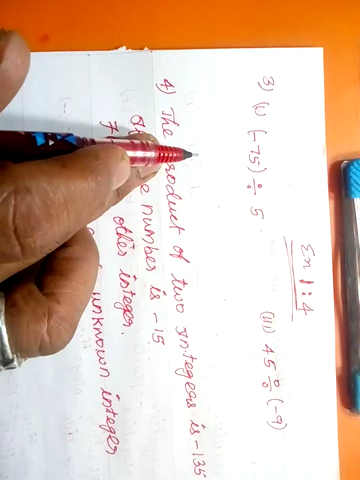 Ex 1:4
3) (i) (-75) ÷ 5 (iii) 45 ÷ (-9)
4) The product of two integers is -135
number is -15
other integer.
unknown integer